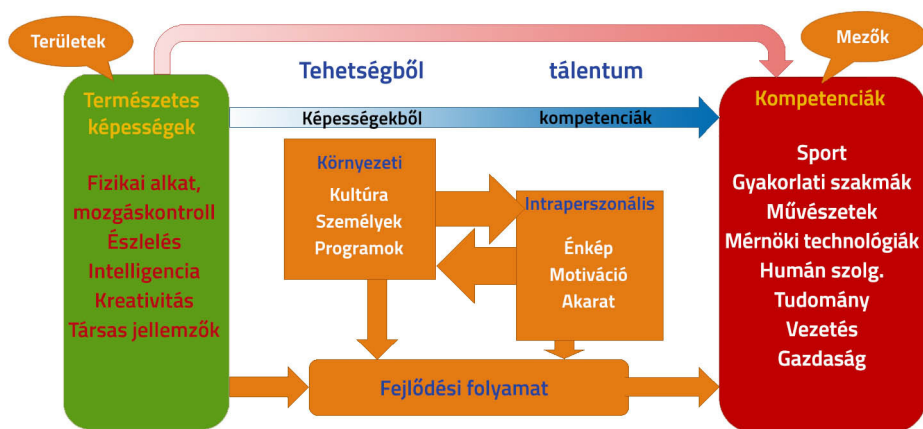 Területek
Mezők
Tehetségből
tálentum
Természetes
képességek
Fizikai alkat,
mozgáskontroll
Észlelés
Intelligencia
Kreativitás
Társas jellemzők
Képességekből
kompetenciák
Környezeti
Kultúra
Személyek
Programok
Intraperszonális
Énkép
Motiváció
Akarat
Fejlődési folyamat
Kompetenciák
Sport
Gyakorlati szakmák
Művészetek
Mérnöki technológiák
Humán szolg.
Tudomány
Vezetés
Gazdaság